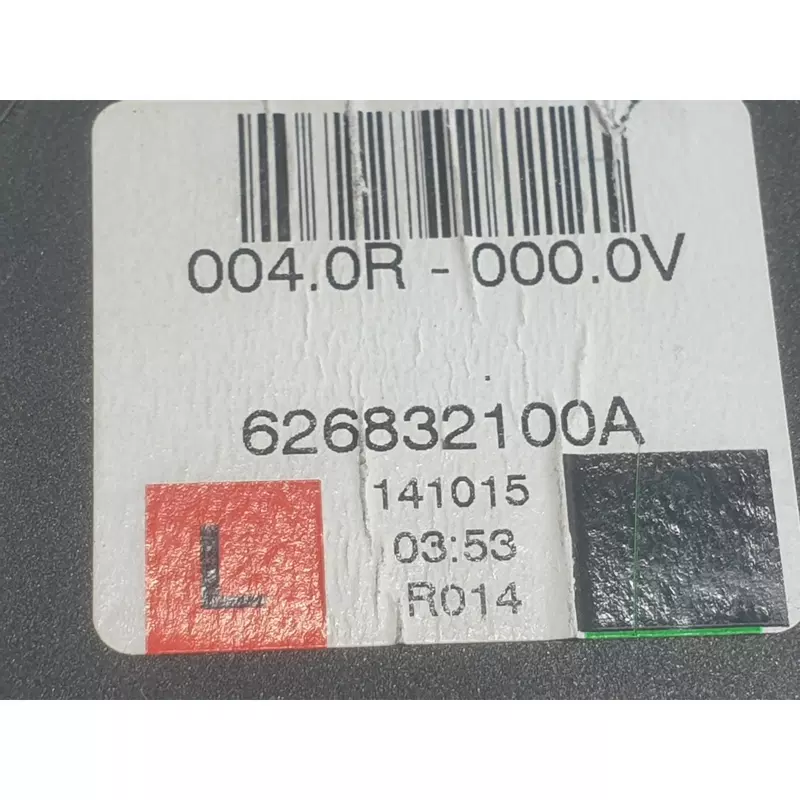 004.0R - 000.0V
626832100A
141015
03:53
L
R014